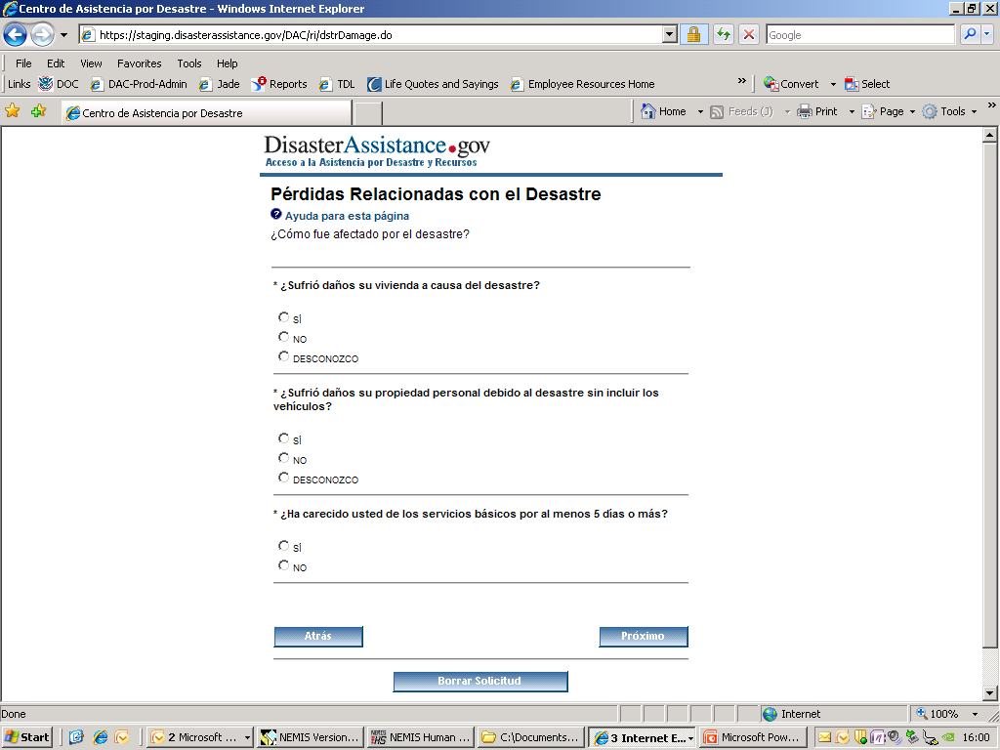 Centro de Asistencia por Desastre - Windows Internet Explorer
https://staging.disasterassistance.gov/DAC/ri/dstrDamage.do
Google
File Edit View Favorites Tools Help
Links DOC DAC-Prod-Admin Jade Reports TDL Life Quotes and Sayings Employee Resources Home » Convert Select
Centro de Asistencia por Desastre
Home Feeds (J) Print Page Tools »
DisasterAssistance.gov
Acceso a la Asistencia por Desastre y Recursos
Pérdidas Relacionadas con el Desastre
? Ayuda para esta página
¿Cómo fue afectado por el desastre?
* ¿Sufrió daños su vivienda a causa del desastre?
SÍ
NO
DESCONOZCO
* ¿Sufrió daños su propiedad personal debido al desastre sin incluir los
vehículos?
SÍ
NO
DESCONOZCO
* ¿Ha carecido usted de los servicios básicos por al menos 5 días o más?
SÍ
NO
Atrás Próximo
Borrar Solicitud
Done Internet 100%
Start 2 Microsoft ... NEMIS Version... NEMIS Human ... C:\Documents... 3 Internet E... Microsoft Pow... 16:00